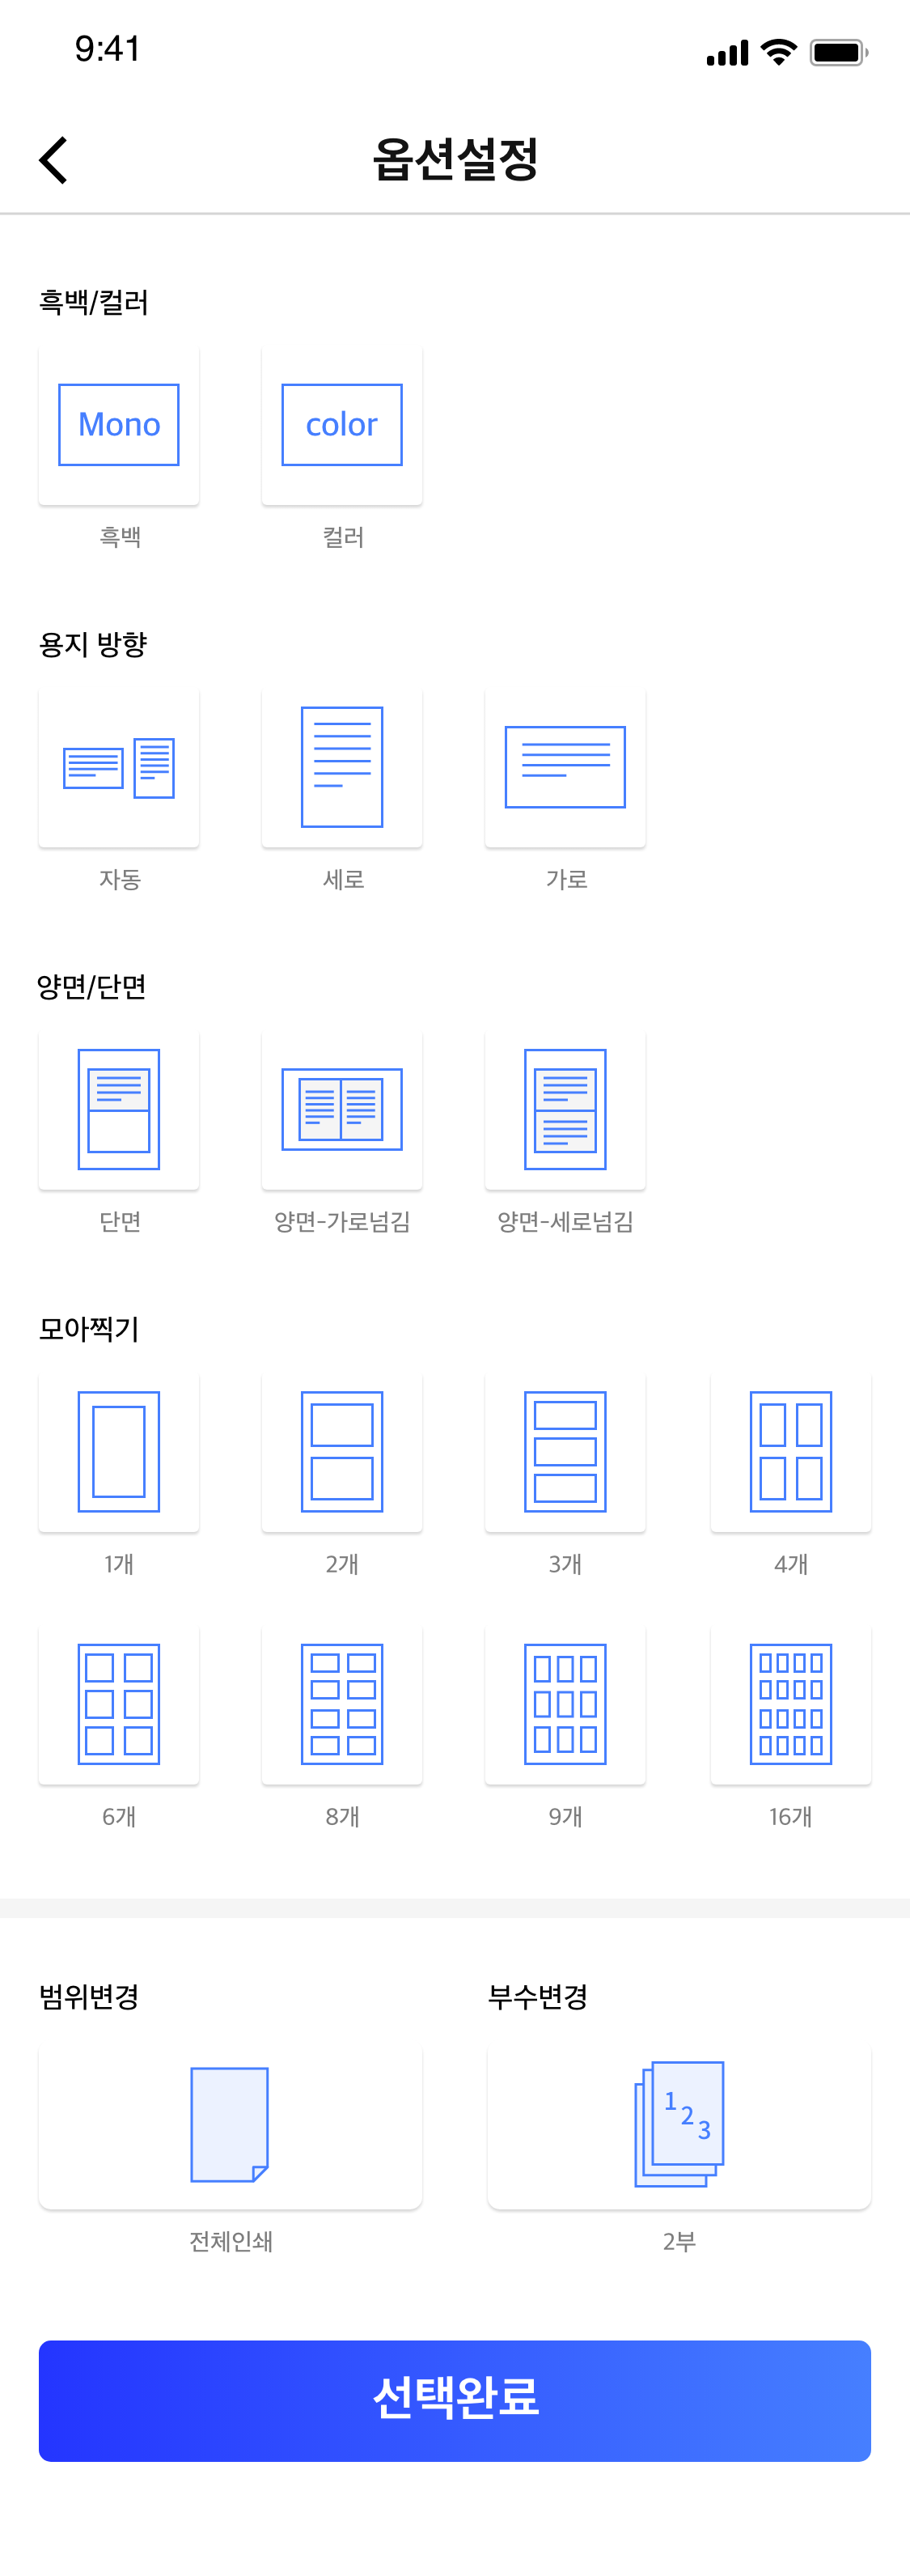 9:41
옵션설정
흑백/컬러
Mono
color
흑백
컬러
용지 방향
자동
세로
가로
양면/단면
단면
양면-가로넘김
양면-세로넘김
모아찍기
1개
2개
3개
4개
6개
8개
9개
16개
범위변경
부수변경
1
2
3
전체인쇄
2부
선택완료